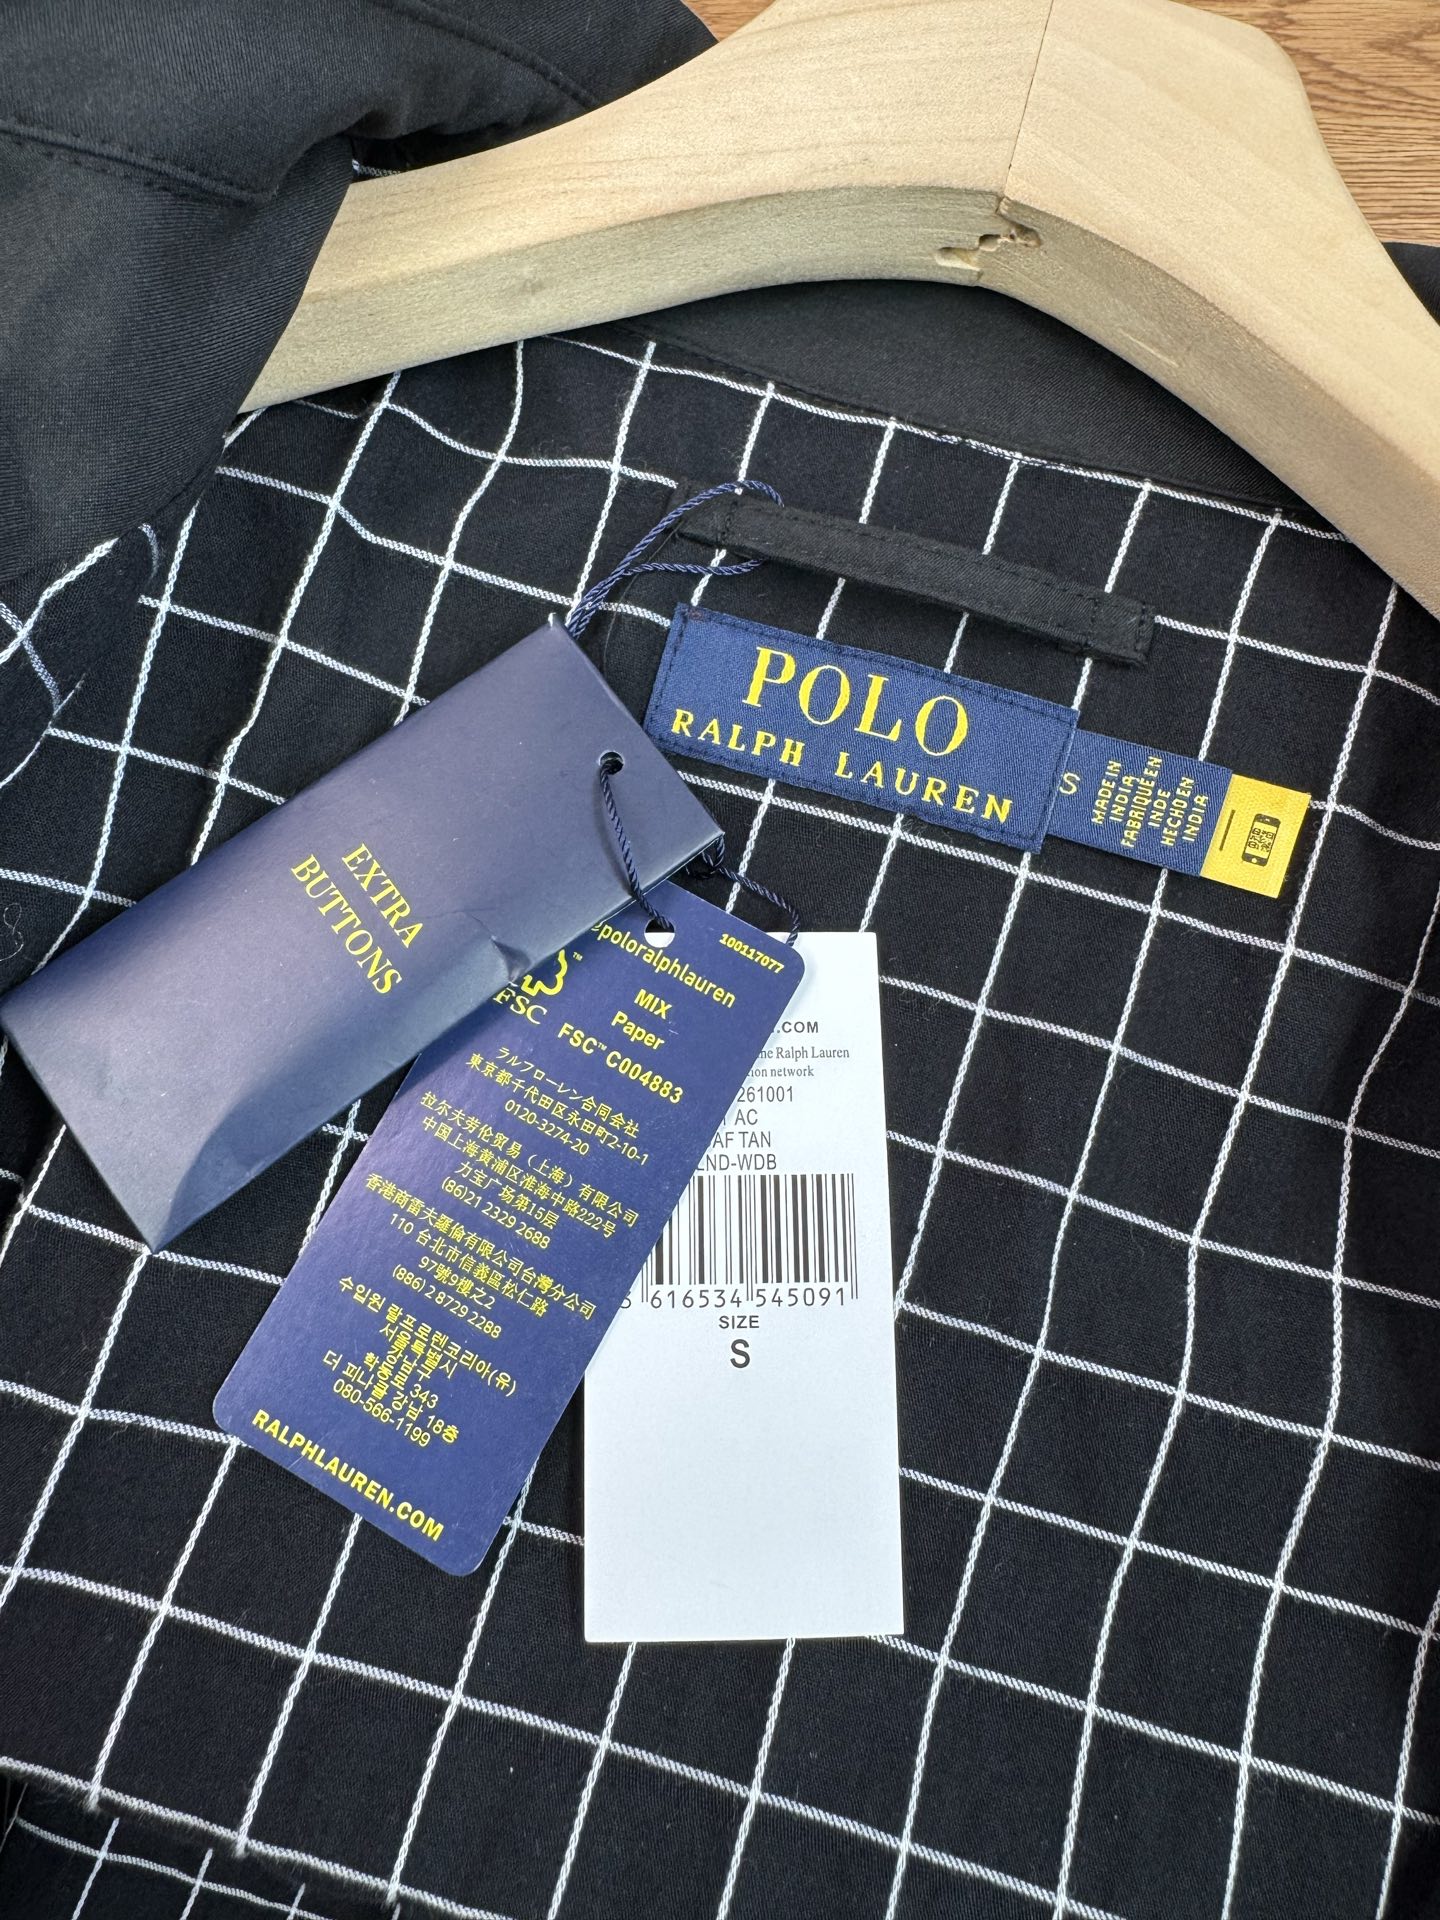 POLO
RALPH LAUREN
S
MADE IN
INDIA
FABRIQUÉ EN
INDE
HECHO EN
INDIA
EXTRA
BUTTONS
@poloralphlauren
100117077
FSC™
MIX
Paper
FSC™ C004883
ラルフローレン合同会社
東京都千代田区永田町2-10-1
0120-3274-20
拉尔夫劳伦贸易（上海）有限公司
中国上海黄浦区淮海中路222号
力宝广场第15层
(86)21 2329 2688
香港商雷夫羅倫有限公司台灣分公司
110 台北市信義區松仁路
97號9樓之2
(886) 2 8729 2288
수입원 랄프로렌코리아(유)
서울특별시
강남구
학동로 343
더 피나클 강남 18층
080-566-1199
RALPHLAUREN.COM
.COM
Ralph Lauren
network
261001
AC
AF TAN
LND-WDB
616534 545091
SIZE
S